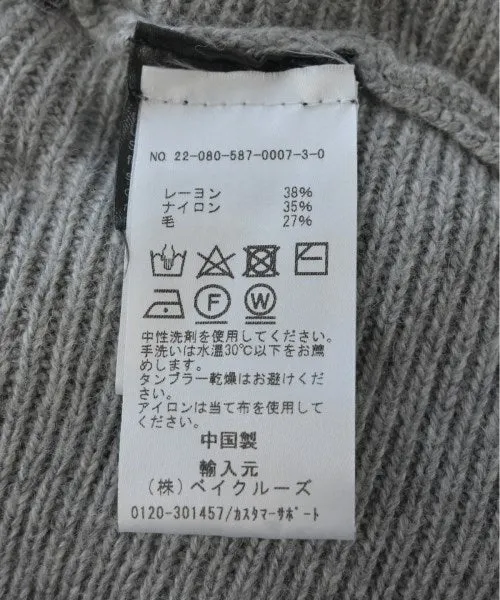 NO. 22-080-587-0007-3-0
レーヨン 38%
ナイロン 35%
毛 27%
F W
中性洗剤を使用してください。
手洗いは水温30℃以下をお薦
めします。
タンブラー乾燥はお避けくだ
さい。
アイロンは当て布を使用して
ください。
中国製
輸入元
(株)ベイクルーズ
0120-301457/カスタマーサポート